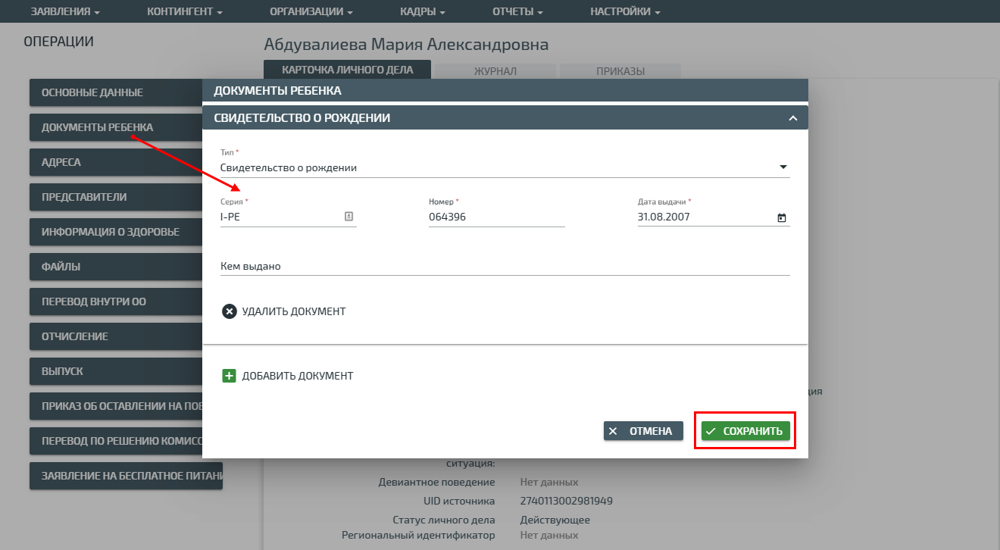 ЗАЯВЛЕНИЯ КОНТИНГЕНТ ОРГАНИЗАЦИИ КАДРЫ ОТЧЕТЫ НАСТРОЙКИ
ОПЕРАЦИИ
Абдувалиева Мария Александровна
КАРТОЧКА ЛИЧНОГО ДЕЛА ЖУРНАЛ ПРИКАЗЫ
ОСНОВНЫЕ ДАННЫЕ
ДОКУМЕНТЫ РЕБЕНКА
АДРЕСА
ПРЕДСТАВИТЕЛИ
ИНФОРМАЦИЯ О ЗДОРОВЬЕ
ФАЙЛЫ
ПЕРЕВОД ВНУТРИ ОО
ОТЧИСЛЕНИЕ
ВЫПУСК
ПРИКАЗ ОБ ОСТАВЛЕНИИ НА ПОВ
ПЕРЕВОД ПО РЕШЕНИЮ КОМИСС
ЗАЯВЛЕНИЕ НА БЕСПЛАТНОЕ ПИТАНИ
ДОКУМЕНТЫ РЕБЕНКА
СВИДЕТЕЛЬСТВО О РОЖДЕНИИ
Тип *
Свидетельство о рождении
Серия * Номер * Дата выдачи *
I-РЕ 064396 31.08.2007
Кем выдано
УДАЛИТЬ ДОКУМЕНТ
ДОБАВИТЬ ДОКУМЕНТ
ция
ОТМЕНА СОХРАНИТЬ
ситуация:
Девиантное поведение Нет данных
UID источника 2740113002981949
Статус личного дела Действующее
Региональный идентификатор Нет данных